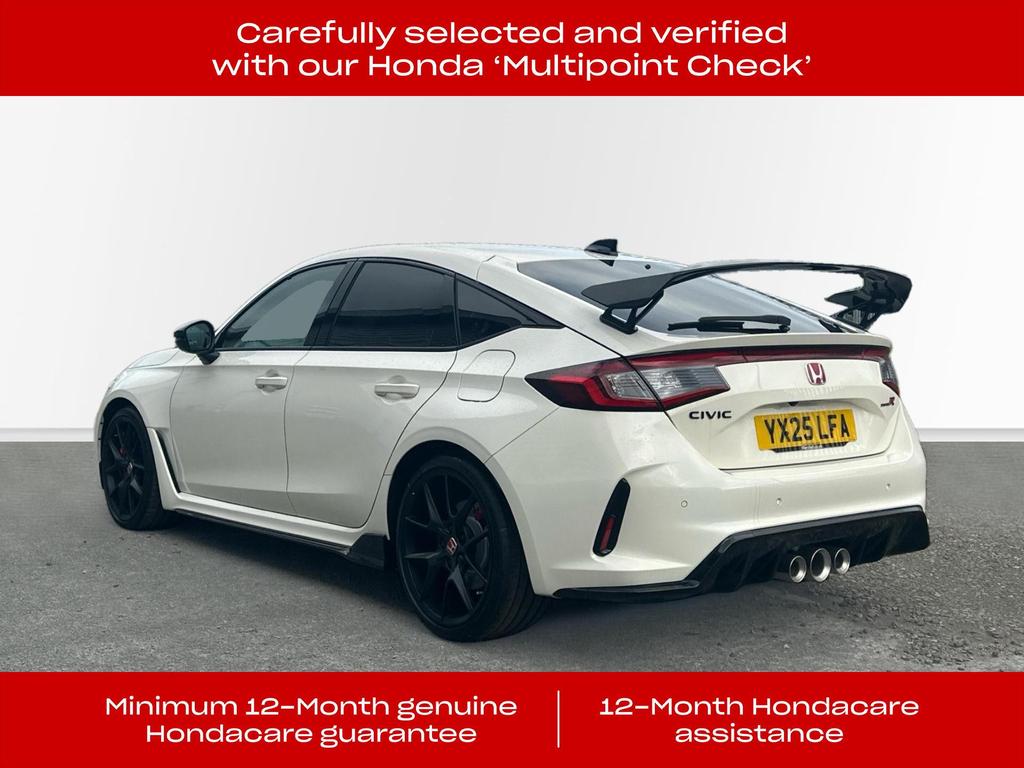 Carefully selected and verified
with our Honda ‘Multipoint Check’
CIVIC
YX25 LFA
Minimum 12-Month genuine
Hondacare guarantee
12-Month Hondacare
assistance